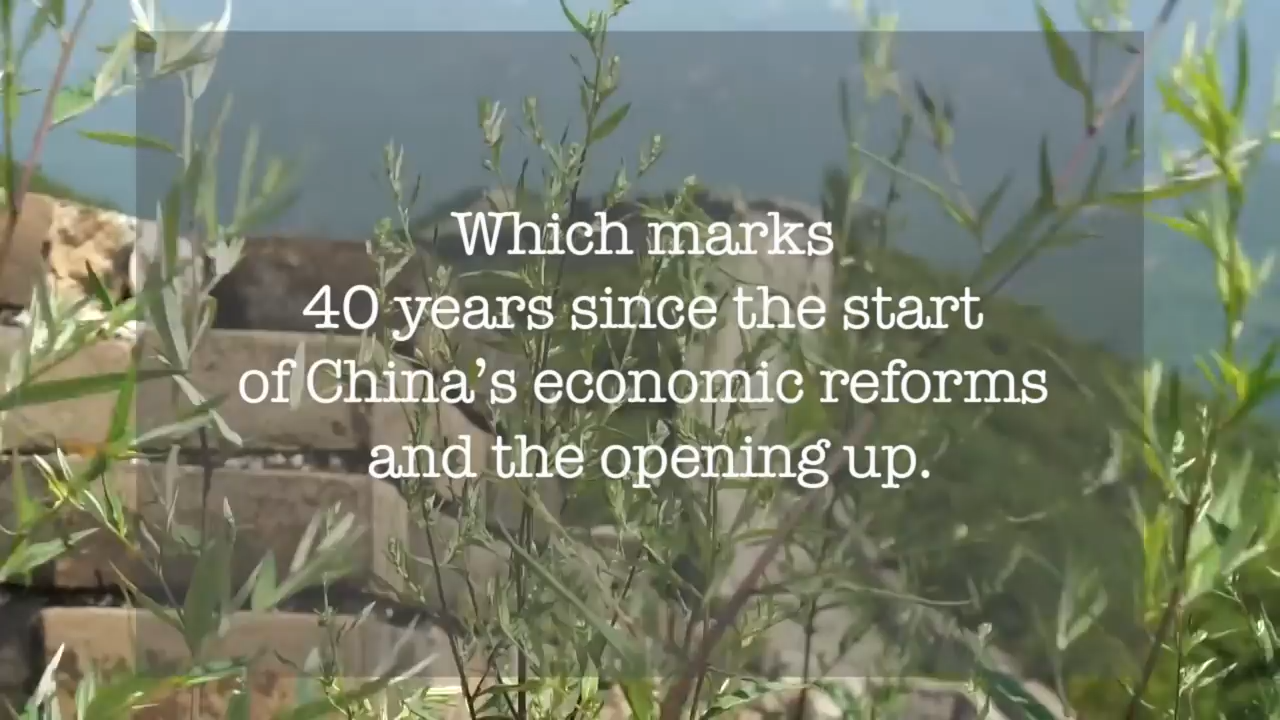 Which marks
40 years since the start
of China’s economic reforms
and the opening up.